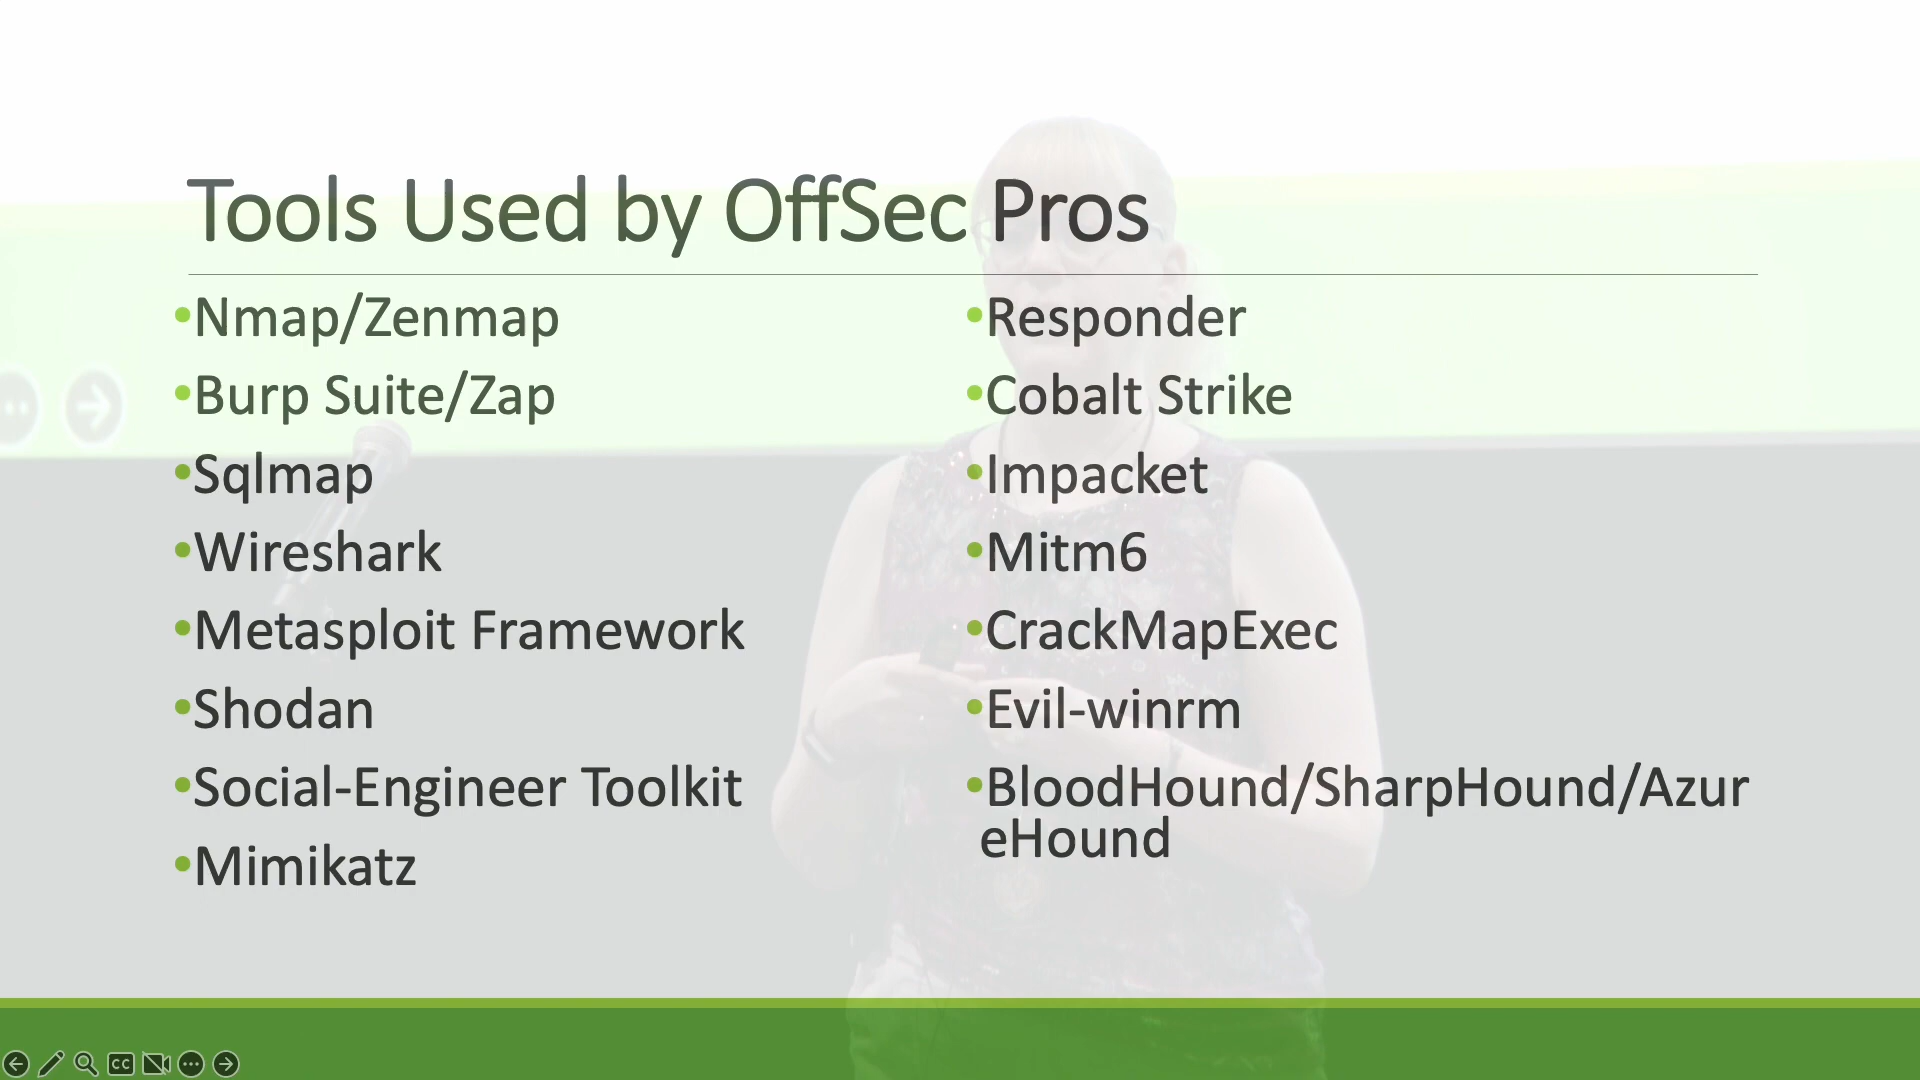 Tools Used by OffSec Pros
•Nmap/Zenmap
•Burp Suite/Zap
•Sqlmap
•Wireshark
•Metasploit Framework
•Shodan
•Social-Engineer Toolkit
•Mimikatz
•Responder
•Cobalt Strike
•Impacket
•Mitm6
•CrackMapExec
•Evil-winrm
•BloodHound/SharpHound/Azur
eHound
CC